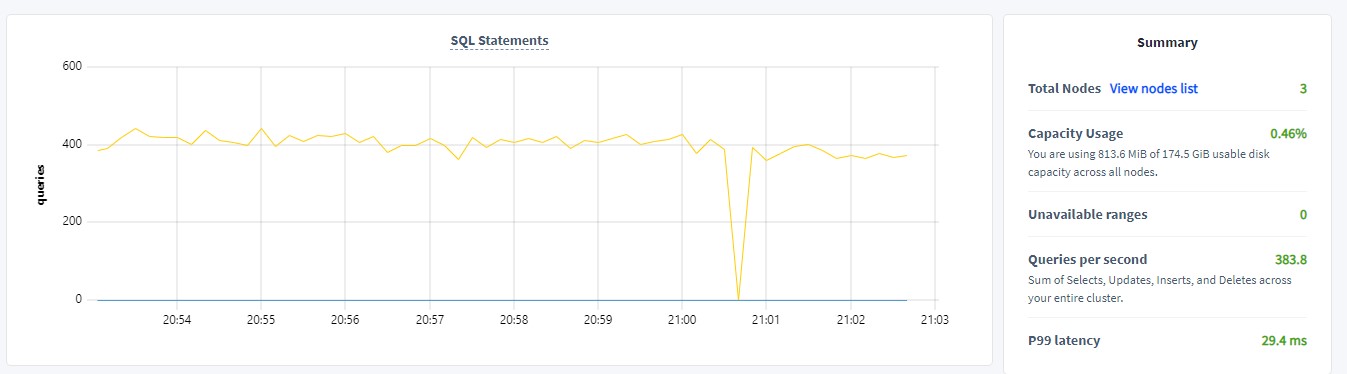 SQL Statements
600
400
200
0
queries
20:54 20:55 20:56 20:57 20:58 20:59 21:00 21:01 21:02 21:03
Summary
Total Nodes View nodes list 3
Capacity Usage 0.46%
You are using 813.6 MiB of 174.5 GiB usable disk
capacity across all nodes.
Unavailable ranges 0
Queries per second 383.8
Sum of Selects, Updates, Inserts, and Deletes across
your entire cluster.
P99 latency 29.4 ms